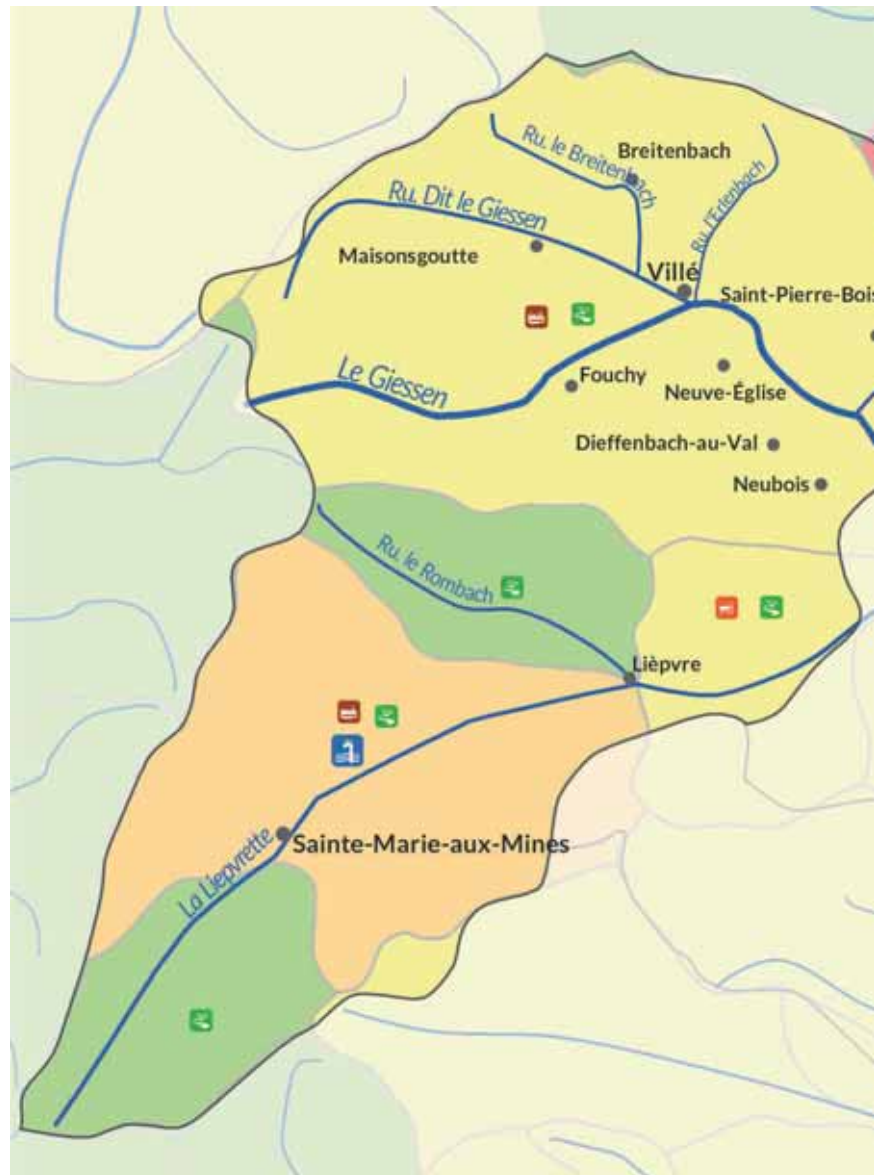 Ru. le Breitenbach
Breitenbach
Ru. Dit le Giessen
Ru. l'Erlenbach
Maisonsgoutte
Villé
Saint-Pierre-Bois
Le Giessen
Fouchy
Neuve-Église
Dieffenbach-au-Val
Neubois
Ru. le Rombach
Lièpvre
Sainte-Marie-aux-Mines
La Liepvrette